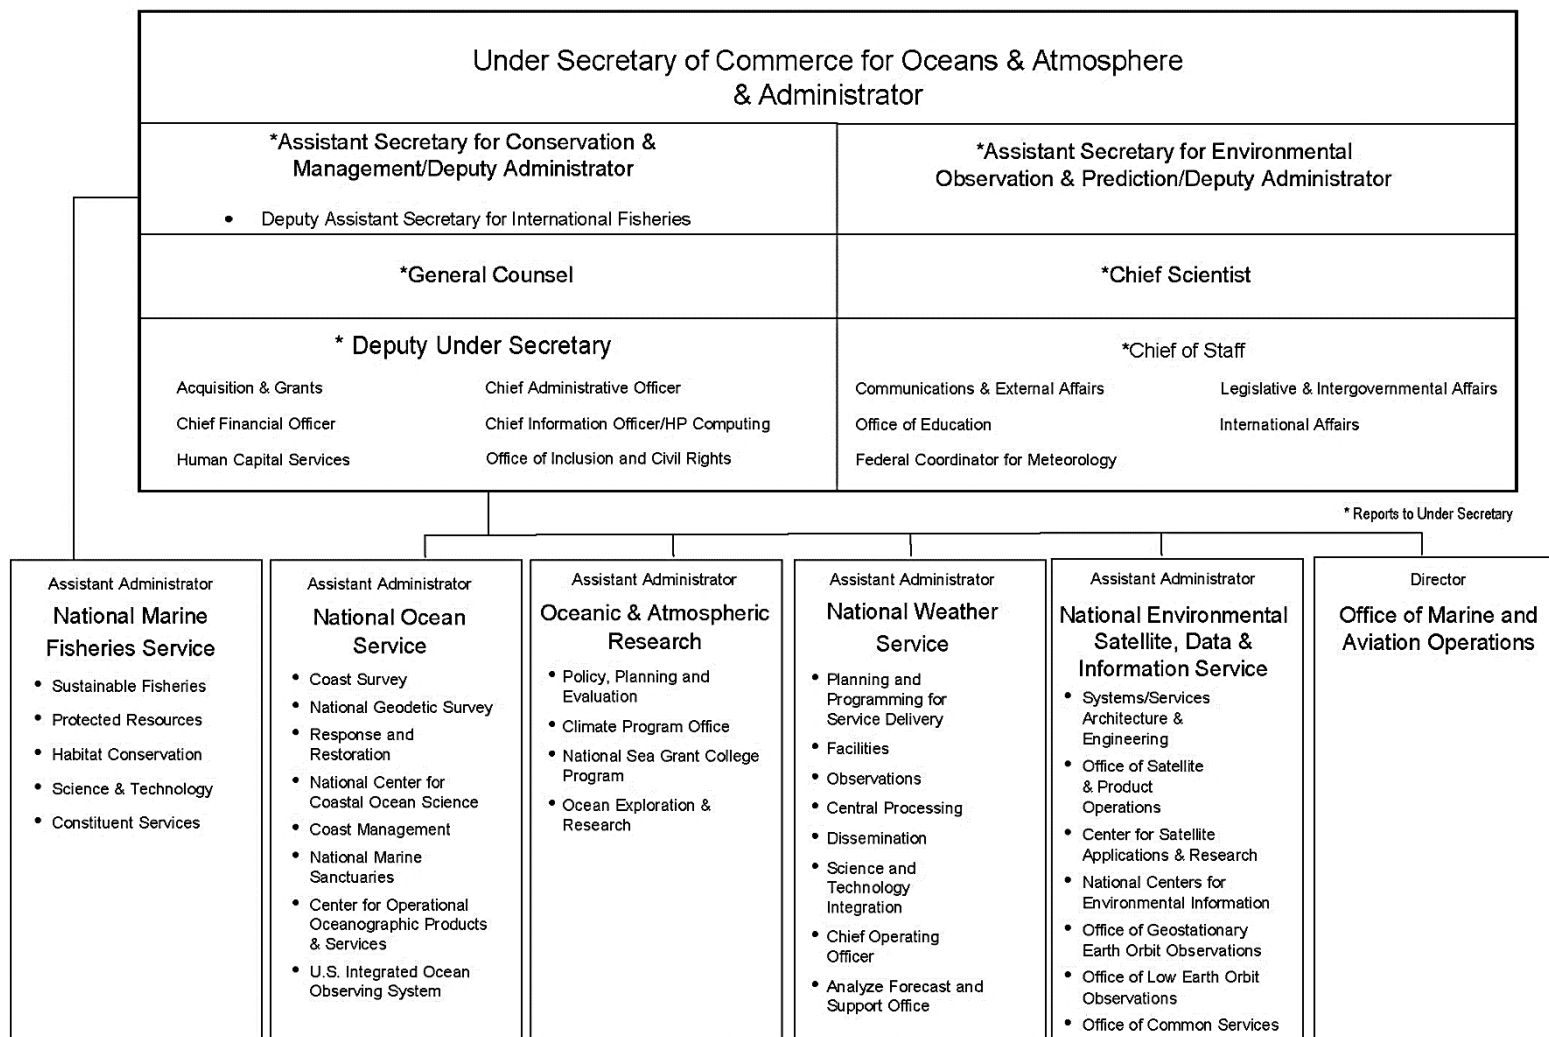 Under Secretary of Commerce for Oceans & Atmosphere
& Administrator
*Assistant Secretary for Conservation &
Management/Deputy Administrator
• Deputy Assistant Secretary for International Fisheries
*Assistant Secretary for Environmental
Observation & Prediction/Deputy Administrator
*General Counsel
*Chief Scientist
* Deputy Under Secretary
Acquisition & Grants
Chief Administrative Officer
Chief Financial Officer
Chief Information Officer/HP Computing
Human Capital Services
Office of Inclusion and Civil Rights
*Chief of Staff
Communications & External Affairs
Legislative & Intergovernmental Affairs
Office of Education
International Affairs
Federal Coordinator for Meteorology
* Reports to Under Secretary
Assistant Administrator
National Marine
Fisheries Service
• Sustainable Fisheries
• Protected Resources
• Habitat Conservation
• Science & Technology
• Constituent Services
Assistant Administrator
National Ocean
Service
• Coast Survey
• National Geodetic Survey
• Response and
Restoration
• National Center for
Coastal Ocean Science
• Coast Management
• National Marine
Sanctuaries
• Center for Operational
Oceanographic Products
& Services
• U.S. Integrated Ocean
Observing System
Assistant Administrator
Oceanic & Atmospheric
Research
• Policy, Planning and
Evaluation
• Climate Program Office
• National Sea Grant College
Program
• Ocean Exploration &
Research
Assistant Administrator
National Weather
Service
• Planning and
Programming for
Service Delivery
• Facilities
• Observations
• Central Processing
• Dissemination
• Science and
Technology
Integration
• Chief Operating
Officer
• Analyze Forecast and
Support Office
Assistant Administrator
National Environmental
Satellite, Data &
Information Service
• Systems/Services
Architecture &
Engineering
• Office of Satellite
& Product
Operations
• Center for Satellite
Applications & Research
• National Centers for
Environmental Information
• Office of Geostationary
Earth Orbit Observations
• Office of Low Earth Orbit
Observations
• Office of Common Services
Director
Office of Marine and
Aviation Operations